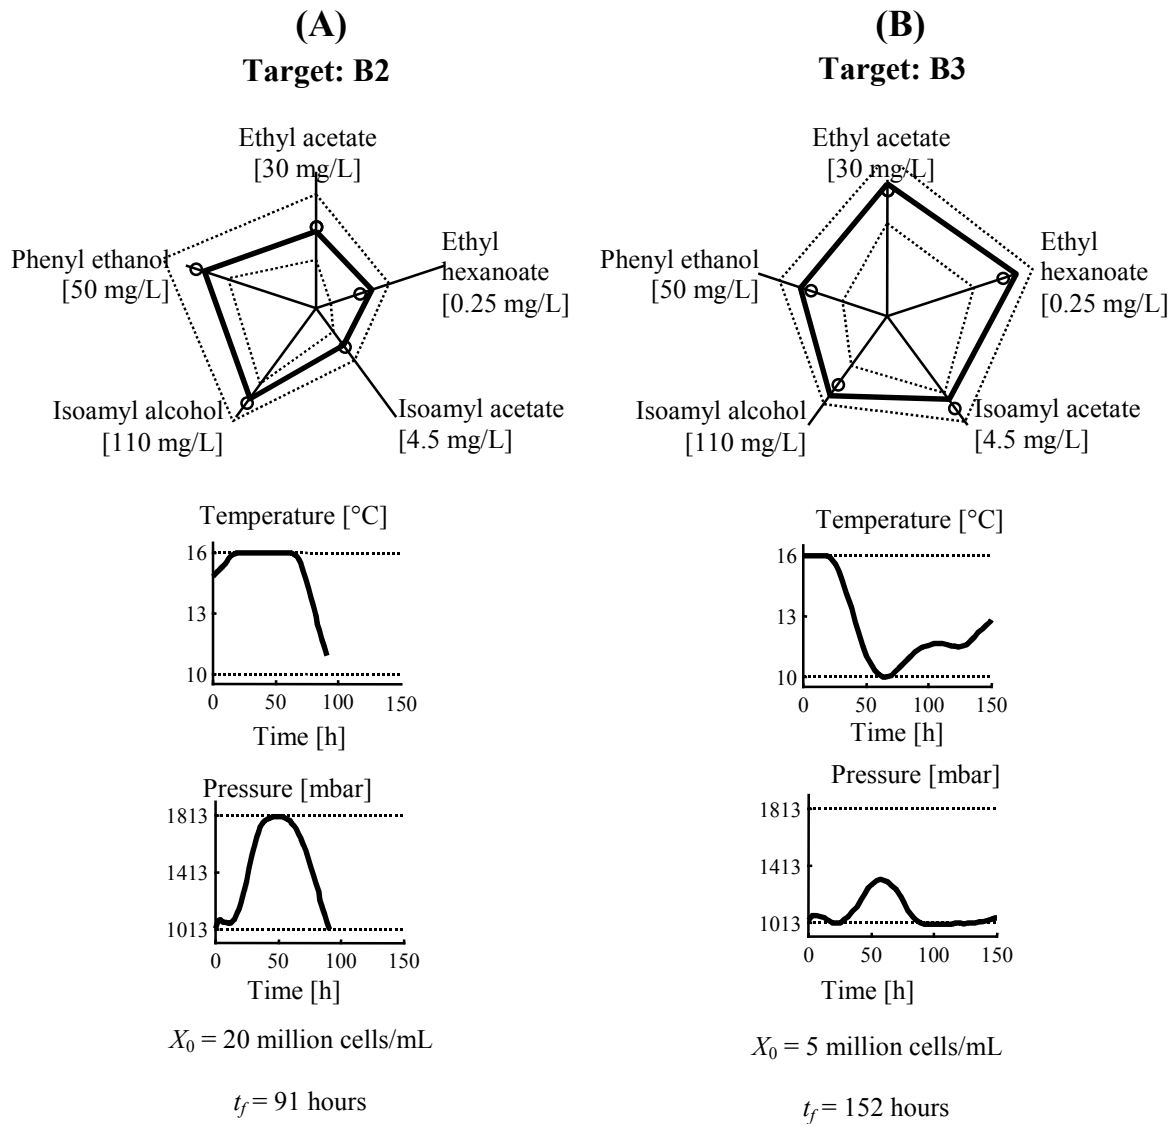 (A)
Target: B2
Ethyl acetate
[30 mg/L]
Ethyl
hexanoate
[0.25 mg/L]
Phenyl ethanol
[50 mg/L]
Isoamyl alcohol
[110 mg/L]
Isoamyl acetate
[4.5 mg/L]
Temperature [°C]
16
13
10
0 50 100 150
Time [h]
Pressure [mbar]
1813
1413
1013
0 50 100 150
Time [h]
X0 = 20 million cells/mL
tf = 91 hours
(B)
Target: B3
Ethyl acetate
[30 mg/L]
Ethyl
hexanoate
[0.25 mg/L]
Phenyl ethanol
[50 mg/L]
Isoamyl alcohol
[110 mg/L]
Isoamyl acetate
[4.5 mg/L]
Temperature [°C]
16
13
10
0 50 100 150
Time [h]
Pressure [mbar]
1813
1413
1013
0 50 100 150
Time [h]
X0 = 5 million cells/mL
tf = 152 hours